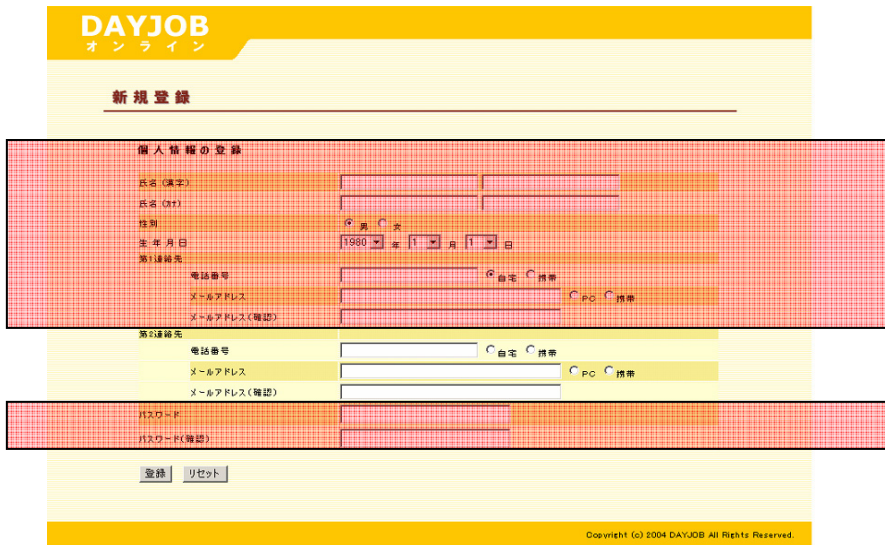 DAYJOB
オンライン
新規登録
個人情報の登録
氏名(漢字)
氏名(カナ)
性別 男 女
生年月日 1980 年 1 月 1 日
第1連絡先
電話番号 自宅 携帯
メールアドレス PC 携帯
メールアドレス(確認)
第2連絡先
電話番号 自宅 携帯
メールアドレス PC 携帯
メールアドレス(確認)
パスワード
パスワード(確認)
登録 リセット
Copyright (c) 2004 DAYJOB All Rights Reserved.